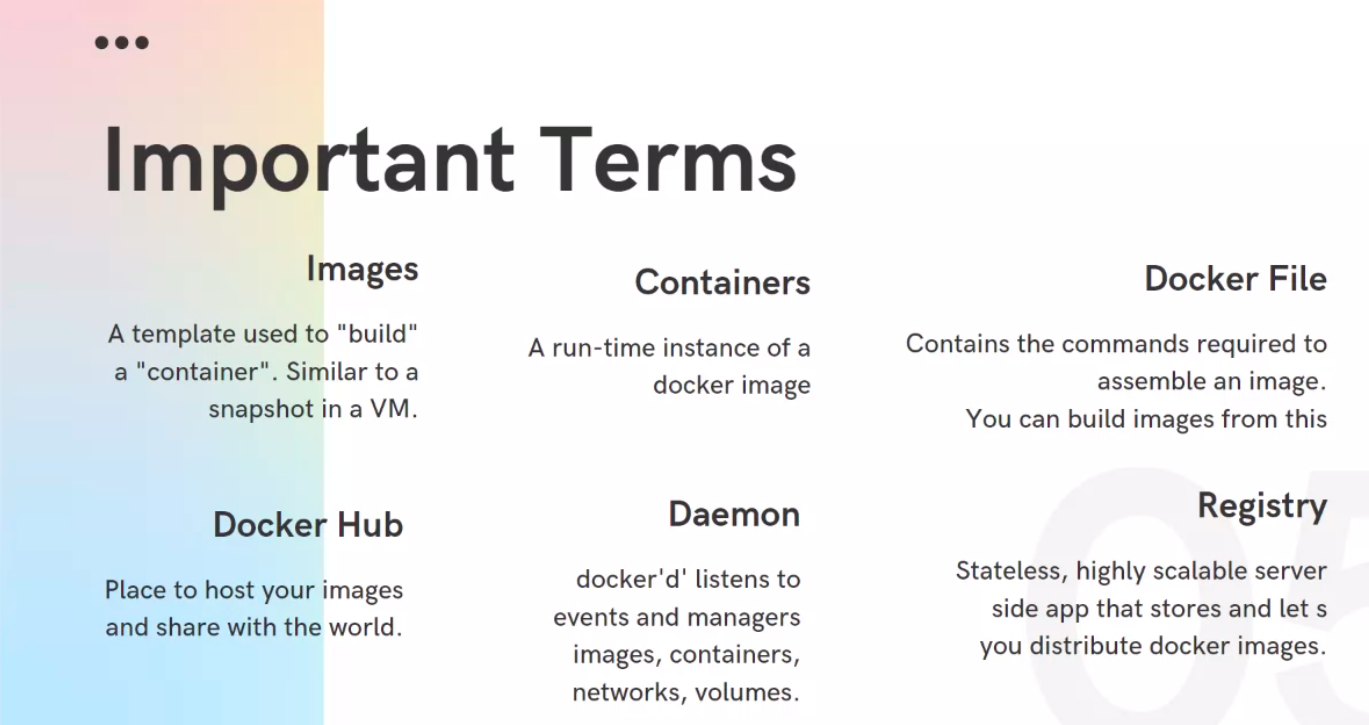 Important Terms
Images
A template used to "build"
a "container". Similar to a
snapshot in a VM.
Containers
A run-time instance of a
docker image
Docker File
Contains the commands required to
assemble an image.
You can build images from this
Docker Hub
Place to host your images
and share with the world.
Daemon
docker'd' listens to
events and managers
images, containers,
networks, volumes.
Registry
Stateless, highly scalable server
side app that stores and let s
you distribute docker images.
05